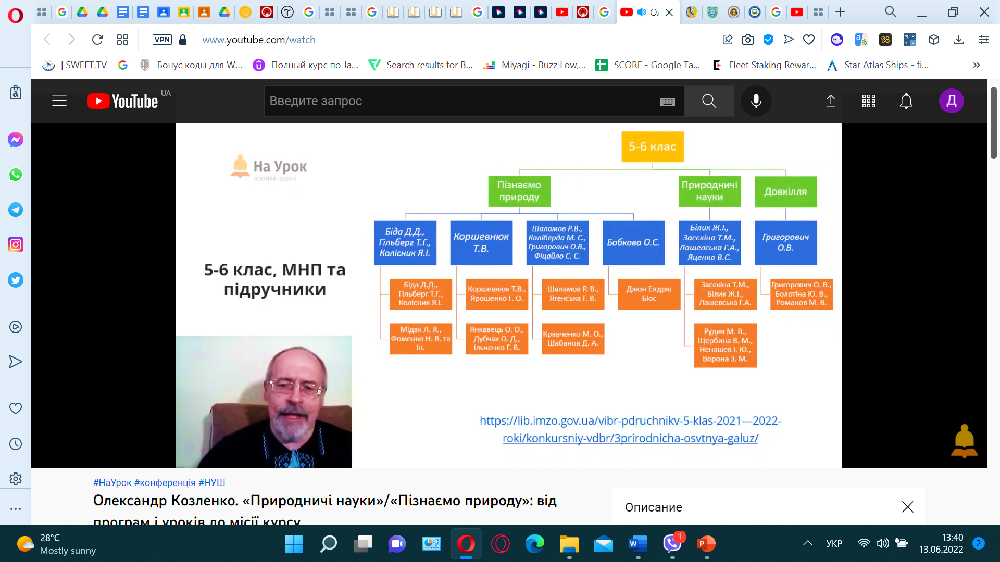 Ол
VPN
www.youtube.com/watch
| SWEET.TV
Бонус коды для W...
Полный курс по Ja...
Search results for B...
Miyagi - Buzz Low,...
SCORE - Google Ta...
Fleet Staking Rewar...
Star Atlas Ships - fi...
YouTube UA
Введите запрос
Д
На Урок
освітній проект
5-6 клас
Пізнаємо
природу
Природничі
науки
Довкілля
Біда Д.Д.,
Гільберг Т.Г.,
Колісник Я.І.
Коршевнюк
Т.В.
Шаламов Р.В.,
Каліберда М. С.,
Григорович О.В.,
Фіцайло С. С.
Бобкова О.С.
Білик Ж.І.,
Засєкіна Т.М.,
Лашевська Г.А.,
Яценко В.С.
Григорович
О.В.
5-6 клас, МНП та
підручники
Біда Д.Д.,
Гільберг Т.Г.,
Колісник Я.І.
Коршевнюк Т.В.,
Ярошенко Г. О.
Шаламов Р. В.,
Ягенська Г. В.
Джон Ендрю
Біос
Засєкіна Т.М.,
Білик Ж.І.,
Лашевська Г.А.
Григорович О. В.,
Болотіна Ю. В.,
Романов М. В.
Мідак Л. Я.,
Фоменко Н. В. та
ін.
Янкавець О. О.,
Дубчак О. Д.,
Ільченко Г. В.
Кравченко М. О.,
Шабанов Д. А.
Рудич М. В.,
Щербина В. М.,
Ненашев І. Ю.,
Ворона З. М.
https://lib.imzo.gov.ua/vibr-pdruchnikv-5-klas-2021---2022-
roki/konkursniy-vdbr/3prirodnicha-osvtnya-galuz/
#НаУрок #конференція #НУШ
Олександр Козленко. «Природничі науки»/«Пізнаємо природу»: від
програм і уроків до місії курсу
Описание
28°C
Mostly sunny
1
УКР
13:40
13.06.2022
2